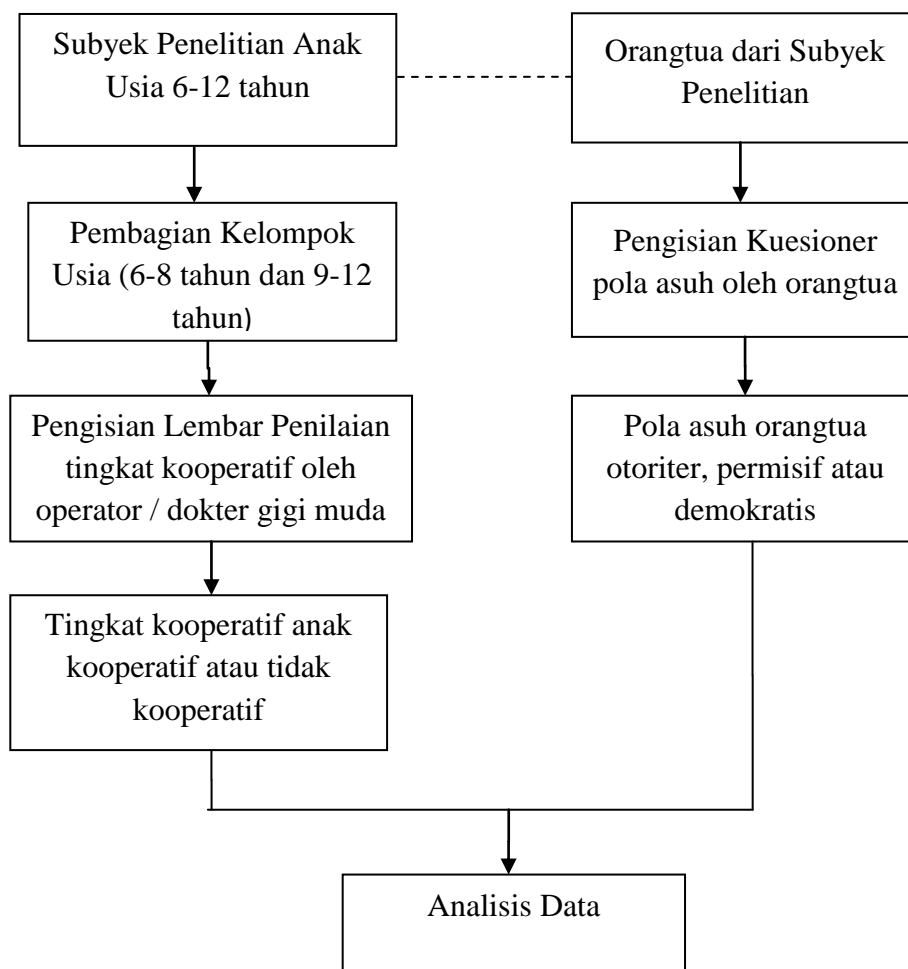 Subyek Penelitian Anak
Usia 6-12 tahun
Orangtua dari Subyek
Penelitian
Pembagian Kelompok
Usia (6-8 tahun dan 9-12
tahun)
Pengisian Kuesioner
pola asuh oleh orangtua
Pengisian Lembar Penilaian
tingkat kooperatif oleh
operator / dokter gigi muda
Pola asuh orangtua
otoriter, permisif atau
demokratis
Tingkat kooperatif anak
kooperatif atau tidak
kooperatif
Analisis Data